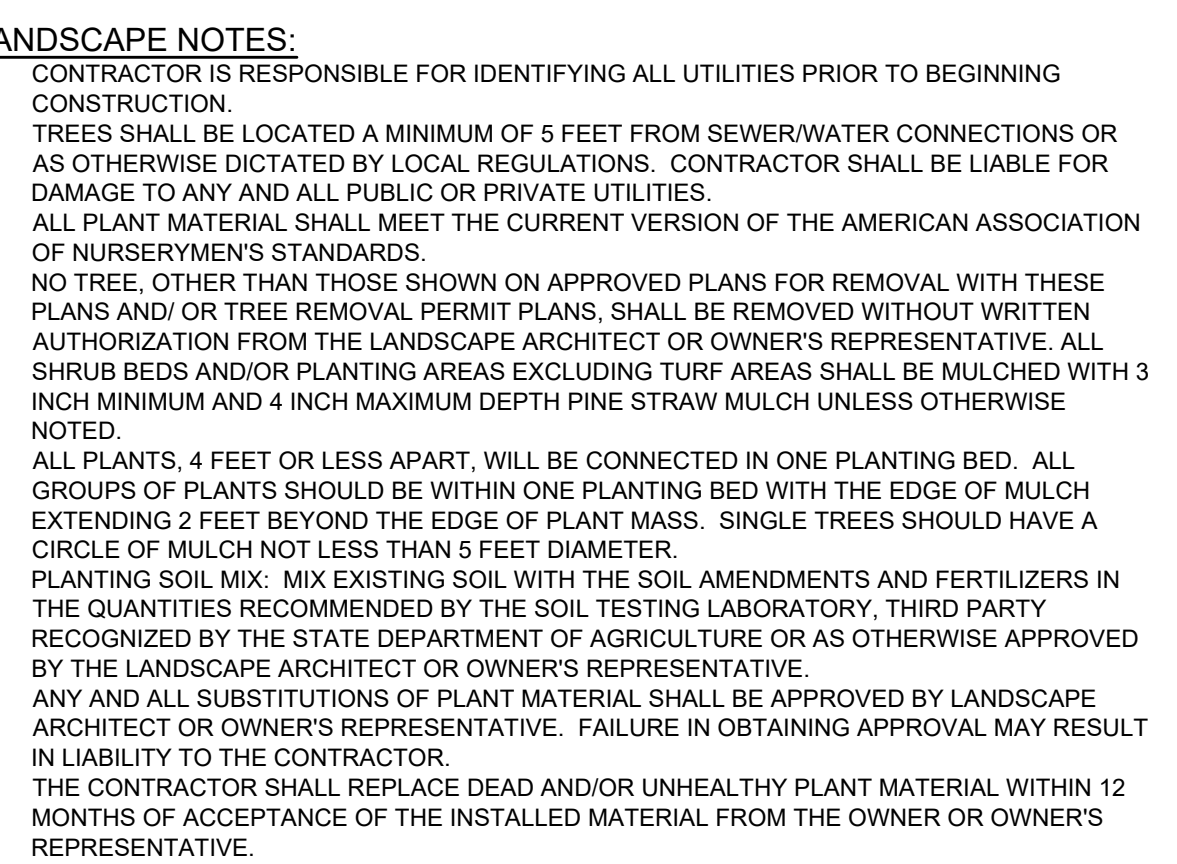 ANDSCAPE NOTES:
CONTRACTOR IS RESPONSIBLE FOR IDENTIFYING ALL UTILITIES PRIOR TO BEGINNING
CONSTRUCTION.
TREES SHALL BE LOCATED A MINIMUM OF 5 FEET FROM SEWER/WATER CONNECTIONS OR
AS OTHERWISE DICTATED BY LOCAL REGULATIONS.  CONTRACTOR SHALL BE LIABLE FOR
DAMAGE TO ANY AND ALL PUBLIC OR PRIVATE UTILITIES.
ALL PLANT MATERIAL SHALL MEET THE CURRENT VERSION OF THE AMERICAN ASSOCIATION
OF NURSERYMEN'S STANDARDS.
NO TREE, OTHER THAN THOSE SHOWN ON APPROVED PLANS FOR REMOVAL WITH THESE
PLANS AND/ OR TREE REMOVAL PERMIT PLANS, SHALL BE REMOVED WITHOUT WRITTEN
AUTHORIZATION FROM THE LANDSCAPE ARCHITECT OR OWNER'S REPRESENTATIVE. ALL
SHRUB BEDS AND/OR PLANTING AREAS EXCLUDING TURF AREAS SHALL BE MULCHED WITH 3
INCH MINIMUM AND 4 INCH MAXIMUM DEPTH PINE STRAW MULCH UNLESS OTHERWISE
NOTED.
ALL PLANTS, 4 FEET OR LESS APART, WILL BE CONNECTED IN ONE PLANTING BED.  ALL
GROUPS OF PLANTS SHOULD BE WITHIN ONE PLANTING BED WITH THE EDGE OF MULCH
EXTENDING 2 FEET BEYOND THE EDGE OF PLANT MASS.  SINGLE TREES SHOULD HAVE A
CIRCLE OF MULCH NOT LESS THAN 5 FEET DIAMETER.
PLANTING SOIL MIX:  MIX EXISTING SOIL WITH THE SOIL AMENDMENTS AND FERTILIZERS IN
THE QUANTITIES RECOMMENDED BY THE SOIL TESTING LABORATORY, THIRD PARTY
RECOGNIZED BY THE STATE DEPARTMENT OF AGRICULTURE OR AS OTHERWISE APPROVED
BY THE LANDSCAPE ARCHITECT OR OWNER'S REPRESENTATIVE.
ANY AND ALL SUBSTITUTIONS OF PLANT MATERIAL SHALL BE APPROVED BY LANDSCAPE
ARCHITECT OR OWNER'S REPRESENTATIVE.  FAILURE IN OBTAINING APPROVAL MAY RESULT
IN LIABILITY TO THE CONTRACTOR.
THE CONTRACTOR SHALL REPLACE DEAD AND/OR UNHEALTHY PLANT MATERIAL WITHIN 12
MONTHS OF ACCEPTANCE OF THE INSTALLED MATERIAL FROM THE OWNER OR OWNER'S
REPRESENTATIVE.